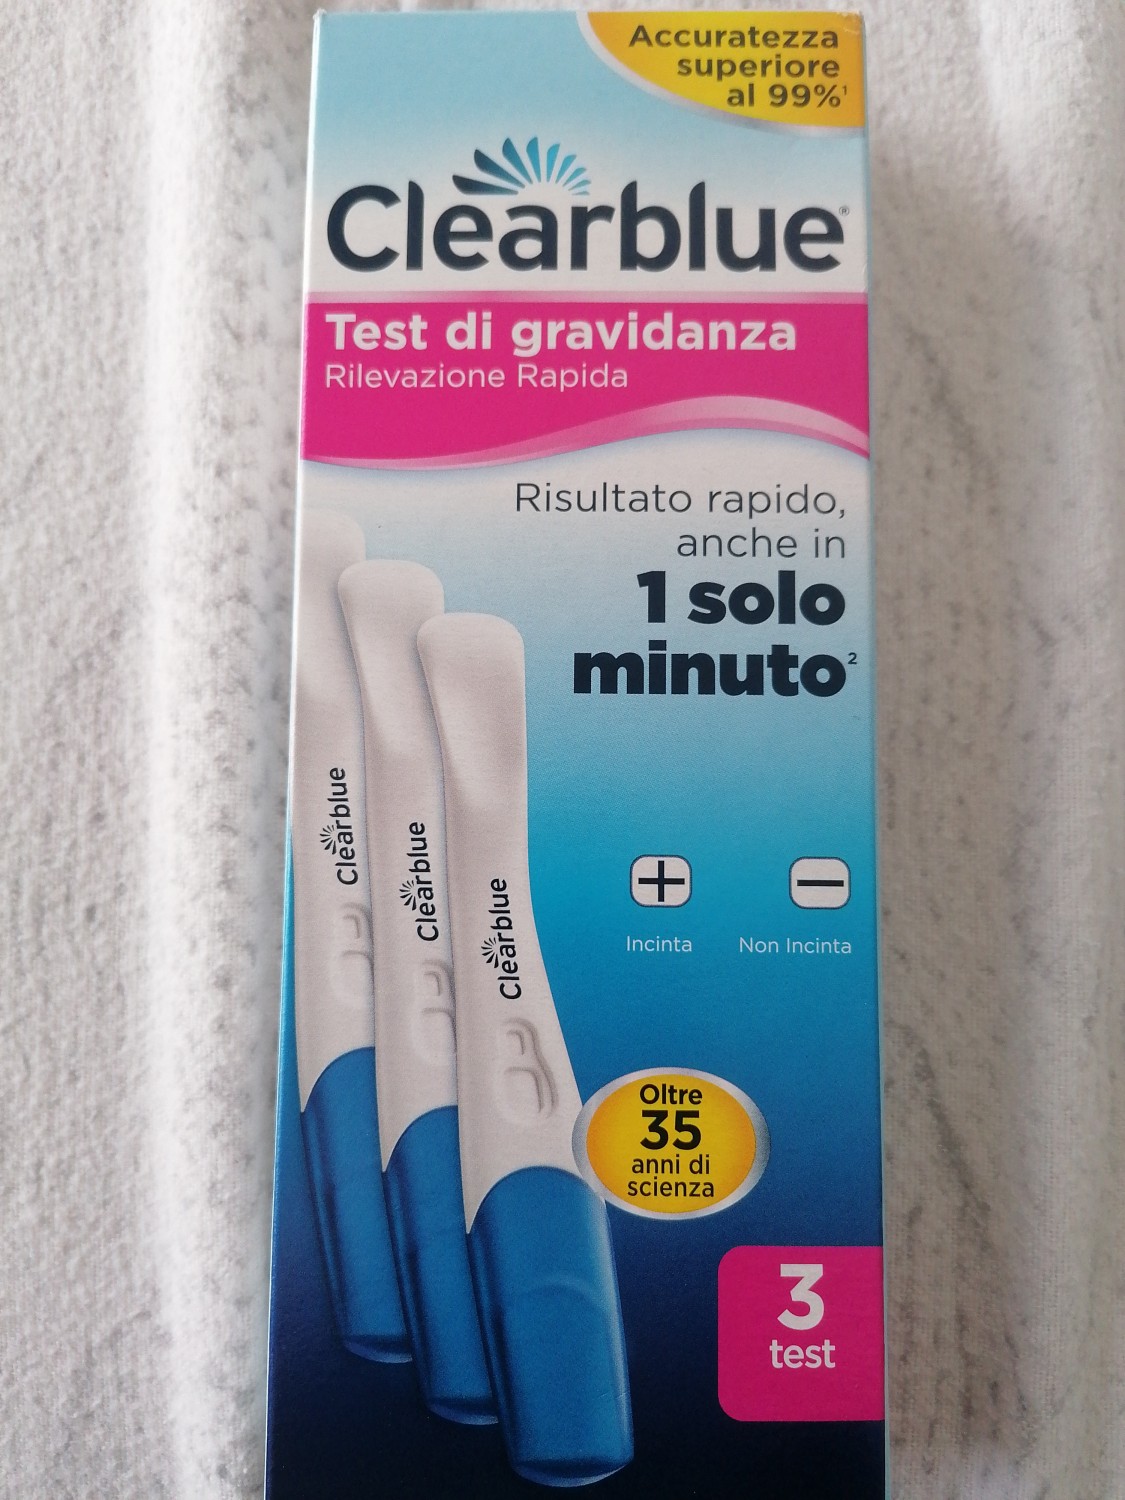 Accuratezza
superiore
al 99%¹
Clearblue®
Test di gravidanza
Rilevazione Rapida
Risultato rapido,
anche in
1 solo
minuto²
Clearblue
Clearblue
Clearblue
Incinta
Non Incinta
Oltre
35
anni di
scienza
3
test